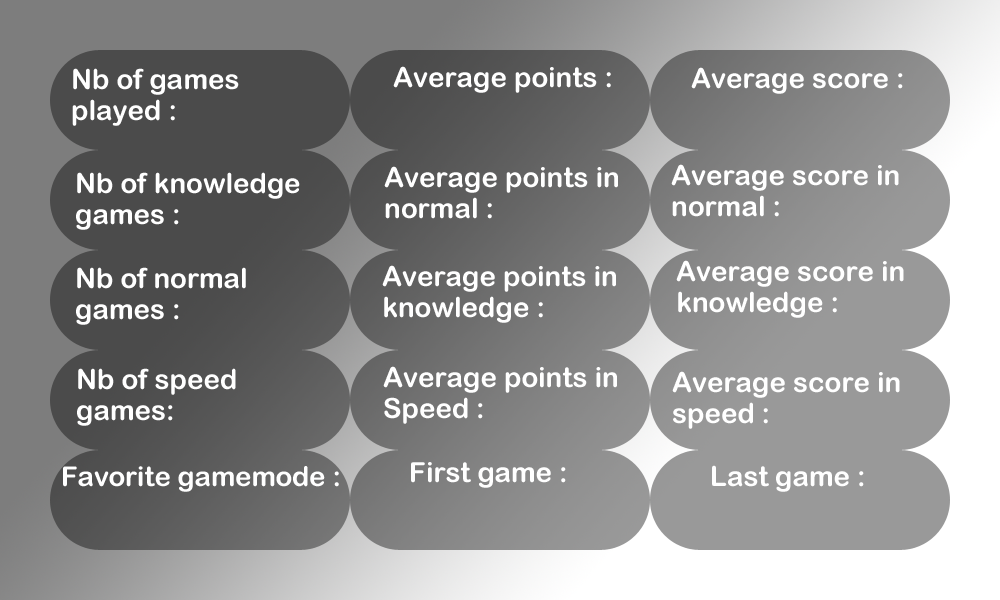 Nb of games
played :
Average points :
Average score :
Nb of knowledge
games :
Average points in
normal :
Average score in
normal :
Nb of normal
games :
Average points in
knowledge :
Average score in
knowledge :
Nb of speed
games:
Average points in
Speed :
Average score in
speed :
Favorite gamemode :
First game :
Last game :